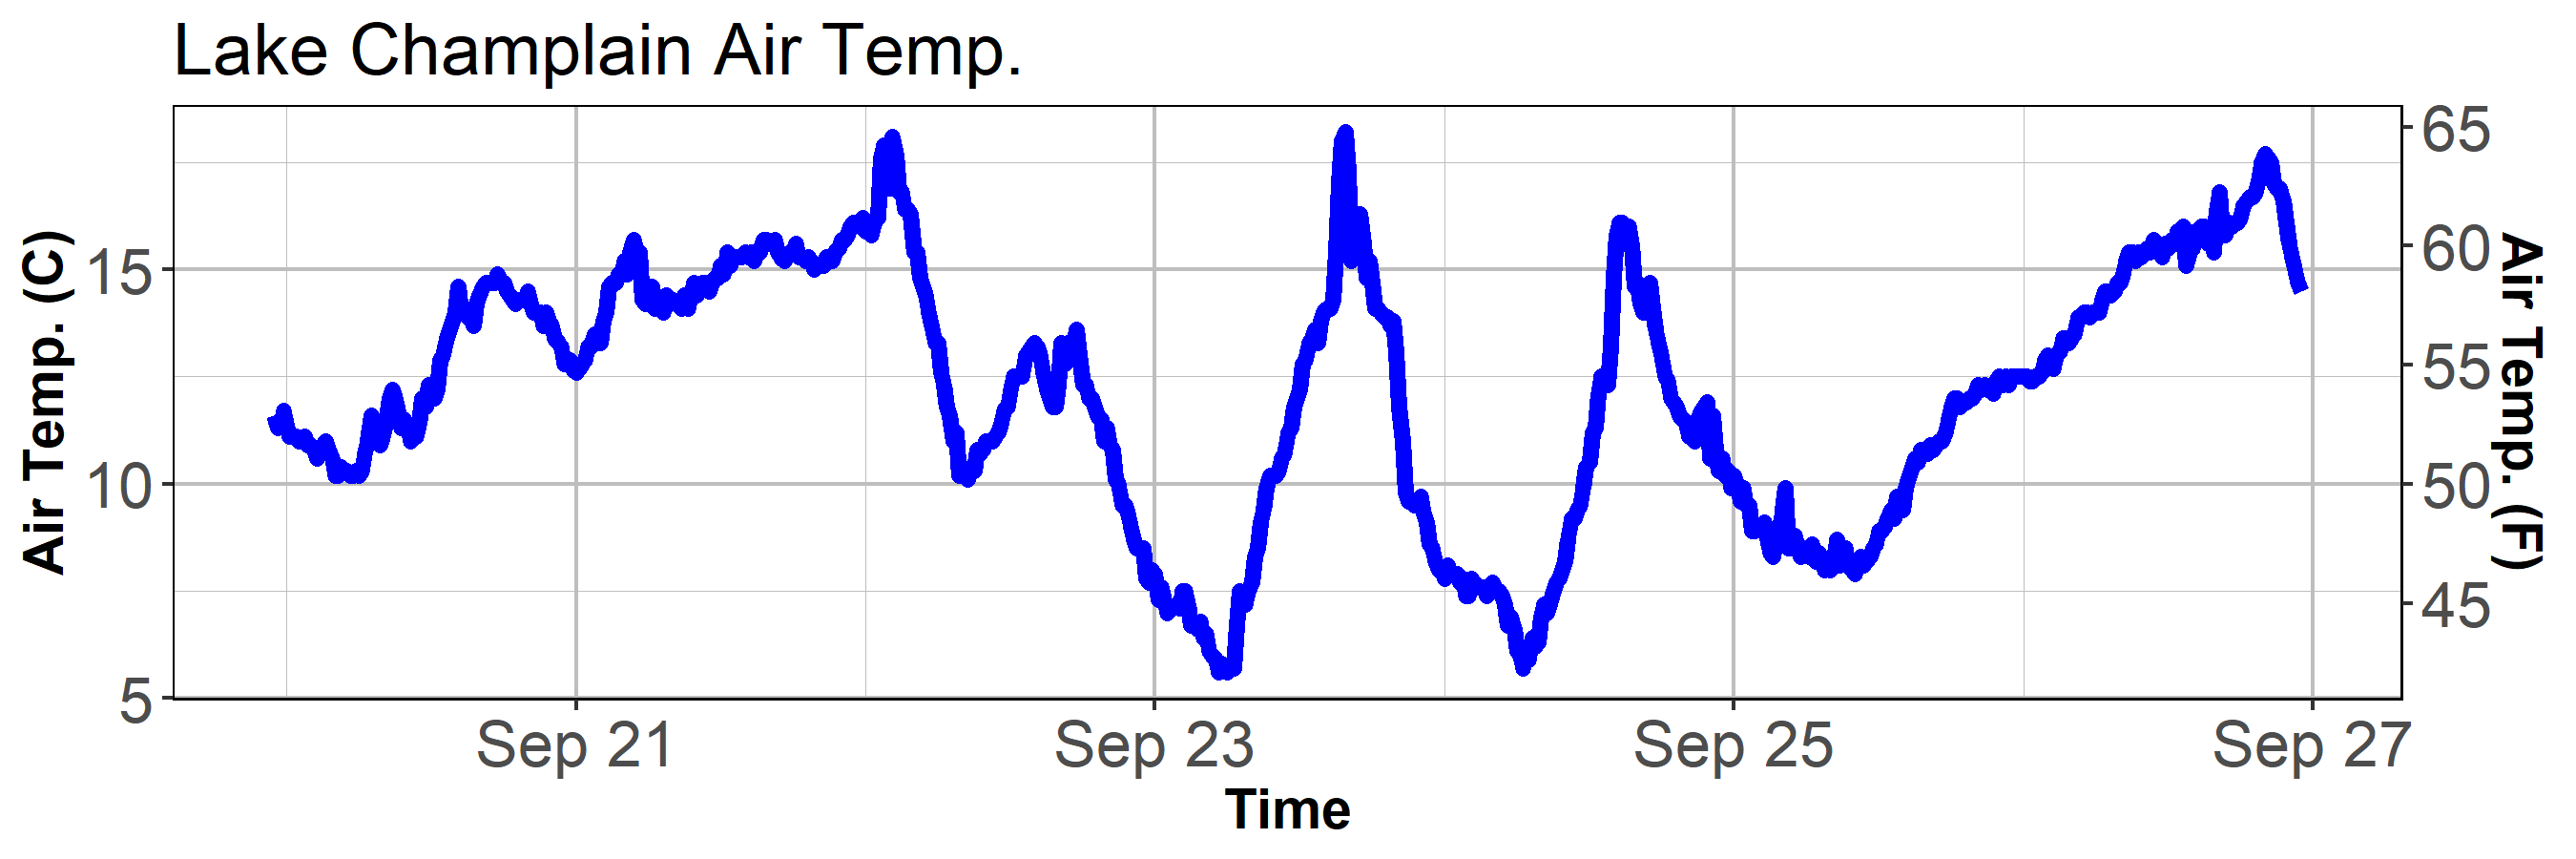 Lake Champlain Air Temp.
Air Temp. (C)
15
10
5
65
60
55
50
45
Air Temp. (F)
Sep 21
Sep 23
Sep 25
Sep 27
Time